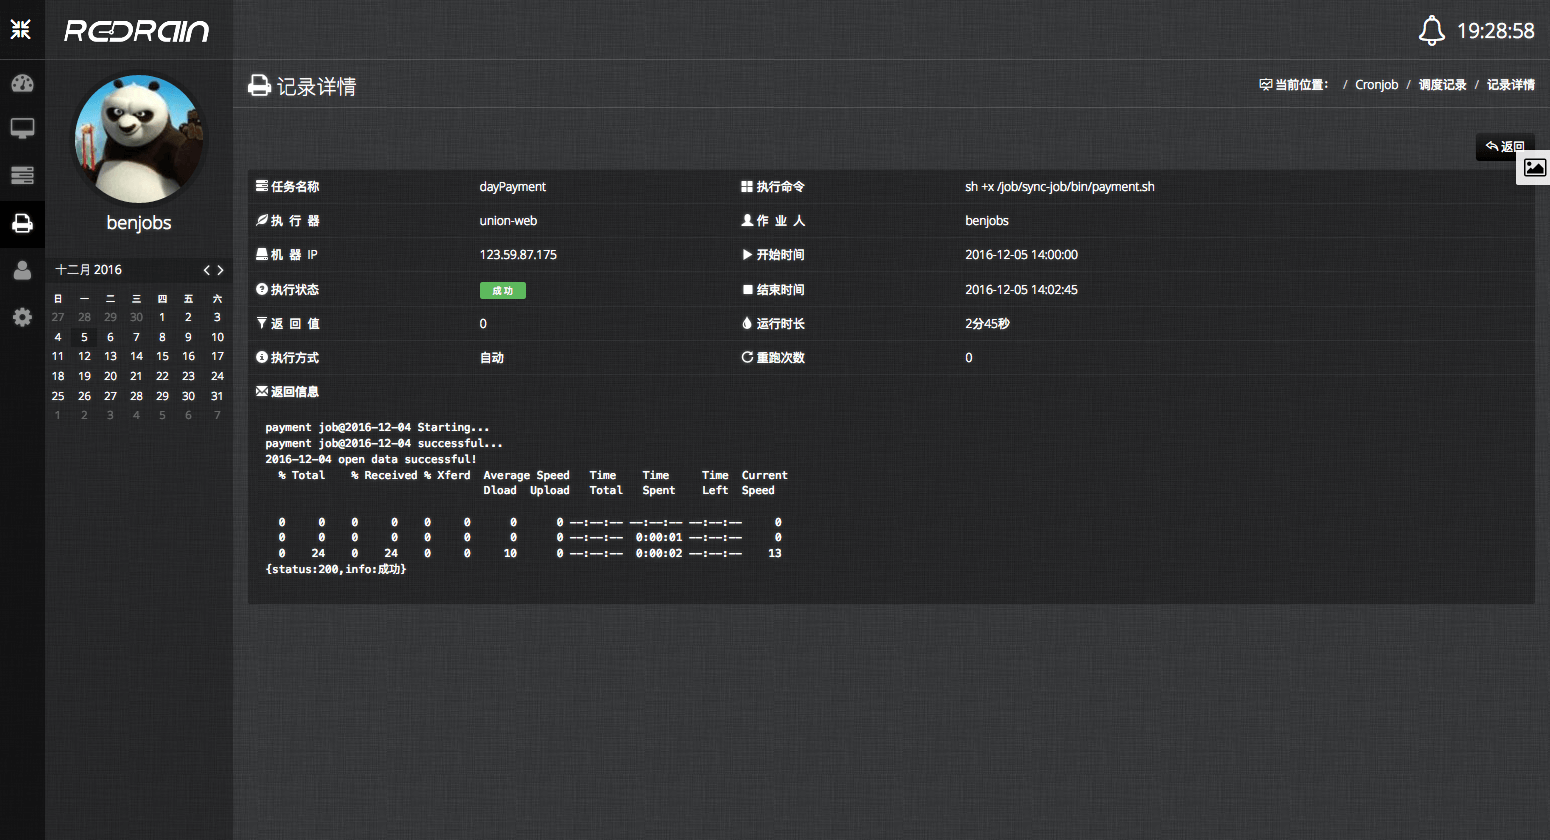 REDRAIN
19:28:58
benjobs
十二月 2016
日 一 二 三 四 五 六
27 28 29 30 1 2 3
4 5 6 7 8 9 10
11 12 13 14 15 16 17
18 19 20 21 22 23 24
25 26 27 28 29 30 31
1 2 3 4 5 6 7
记录详情
当前位置： / Cronjob / 调度记录 / 记录详情
返回
任务名称 dayPayment 执行命令 sh +x /job/sync-job/bin/payment.sh
执 行 器 union-web 作 业 人 benjobs
机 器 IP 123.59.87.175 开始时间 2016-12-05 14:00:00
执行状态 成功 结束时间 2016-12-05 14:02:45
返 回 值 0 运行时长 2分45秒
执行方式 自动 重跑次数 0
返回信息
payment job@2016-12-04 Starting...
payment job@2016-12-04 successful...
2016-12-04 open data successful!
% Total % Received % Xferd Average Speed Time Time Time Current
Dload Upload Total Spent Left Speed
0 0 0 0 0 0 0 0 --:--:-- --:--:-- --:--:-- 0
0 0 0 0 0 0 0 0 --:--:-- 0:00:01 --:--:-- 0
0 24 0 24 0 0 10 0 --:--:-- 0:00:02 --:--:-- 13
{status:200,info:成功}